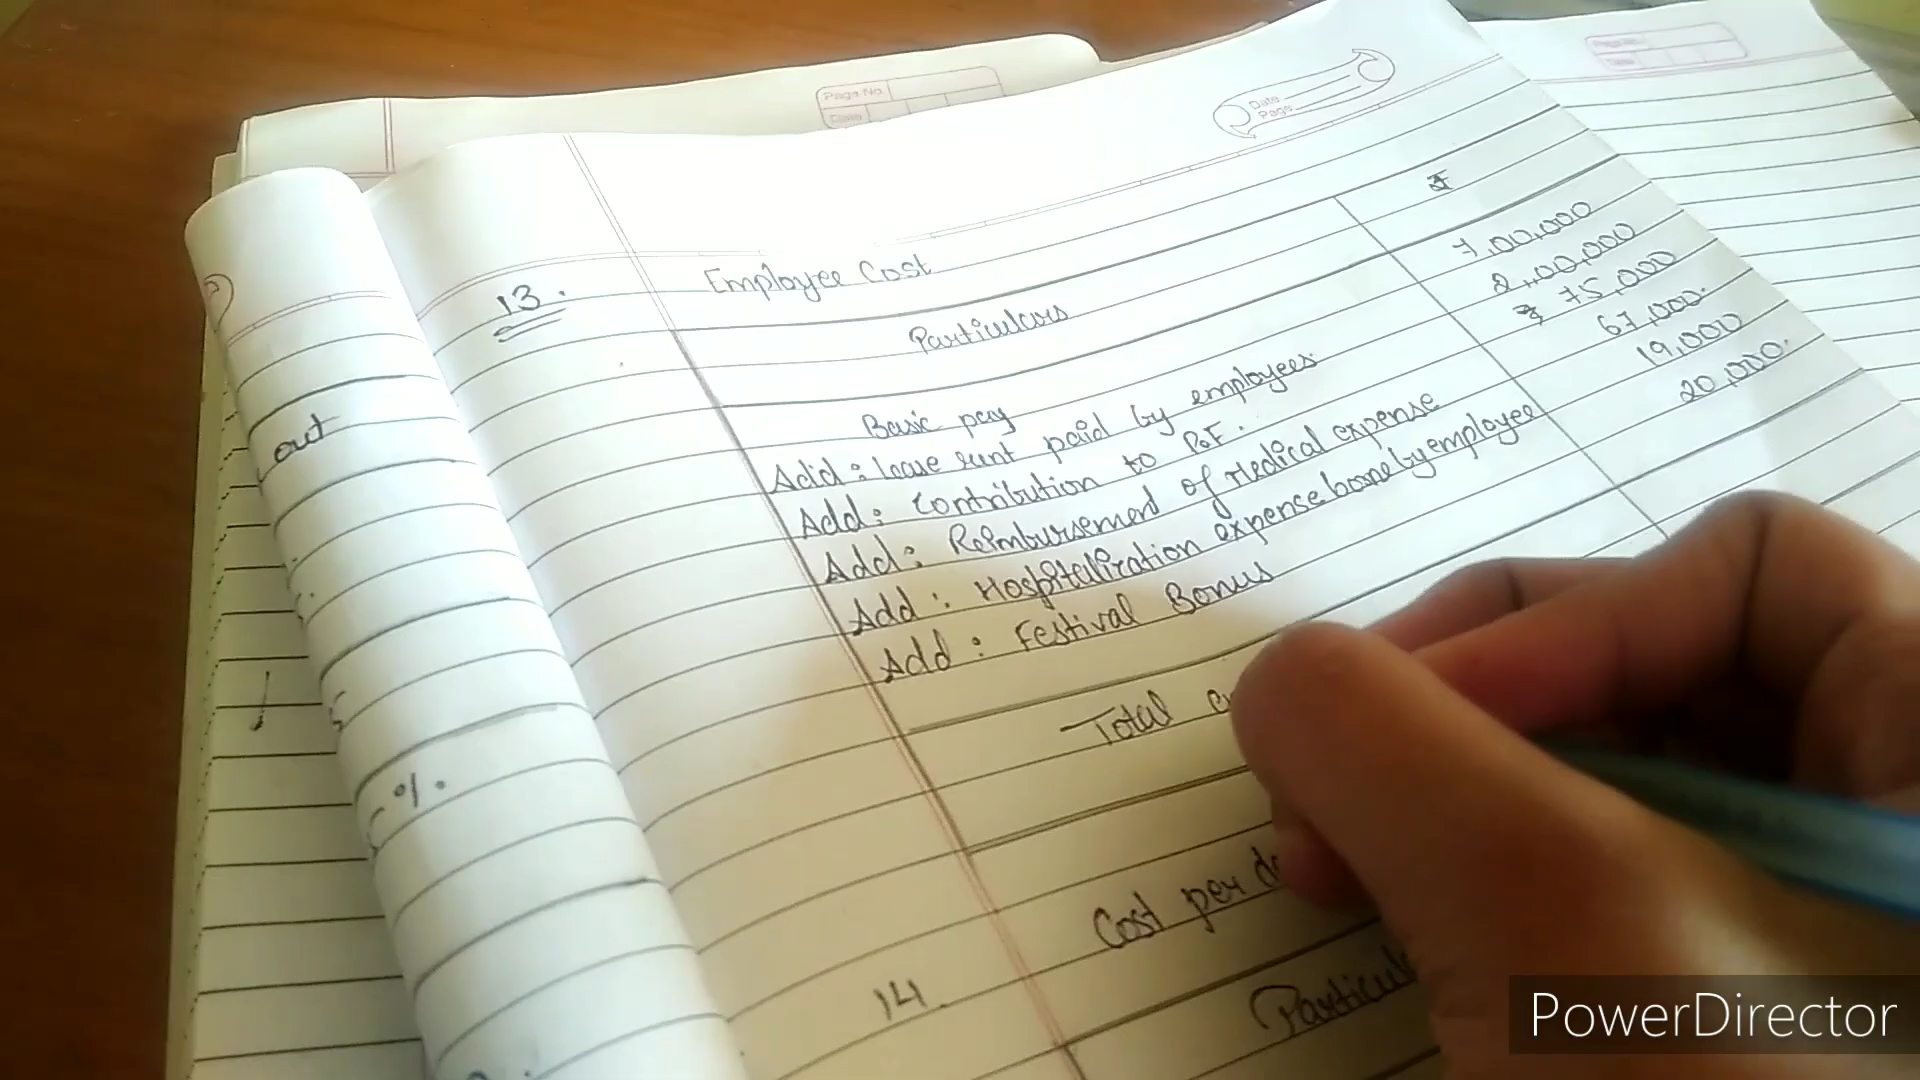 Page No.
Date
Date
Page
13.
Employee Cost
Particulars ₹
Basic pay 7,00,000
Add: lease rent paid by employees. 2,00,000
Add: Contribution to P.F. 75,000
Add: Reimbursement of Medical expense 67,000.
Add: Hospitalization expense borne by employee 19,000
Add: Festival Bonus 20,000.
Total
Cost per
14.
out
%.
PowerDirector